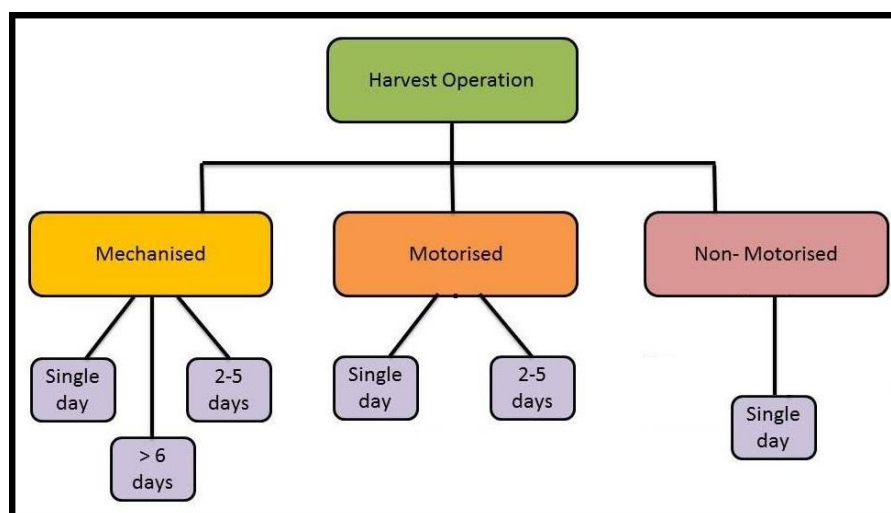 Harvest Operation
Mechanised
Motorised
Non- Motorised
Single
day
2-5
days
Single
day
2-5
days
> 6
days
Single
day